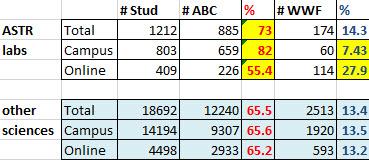 # Stud # ABC % # WWF %
ASTR Total 1212 885 73 174 14.3
labs Campus 803 659 82 60 7.43
Online 409 226 55.4 114 27.9
other Total 18692 12240 65.5 2513 13.4
sciences Campus 14194 9307 65.6 1920 13.5
Online 4498 2933 65.2 593 13.2